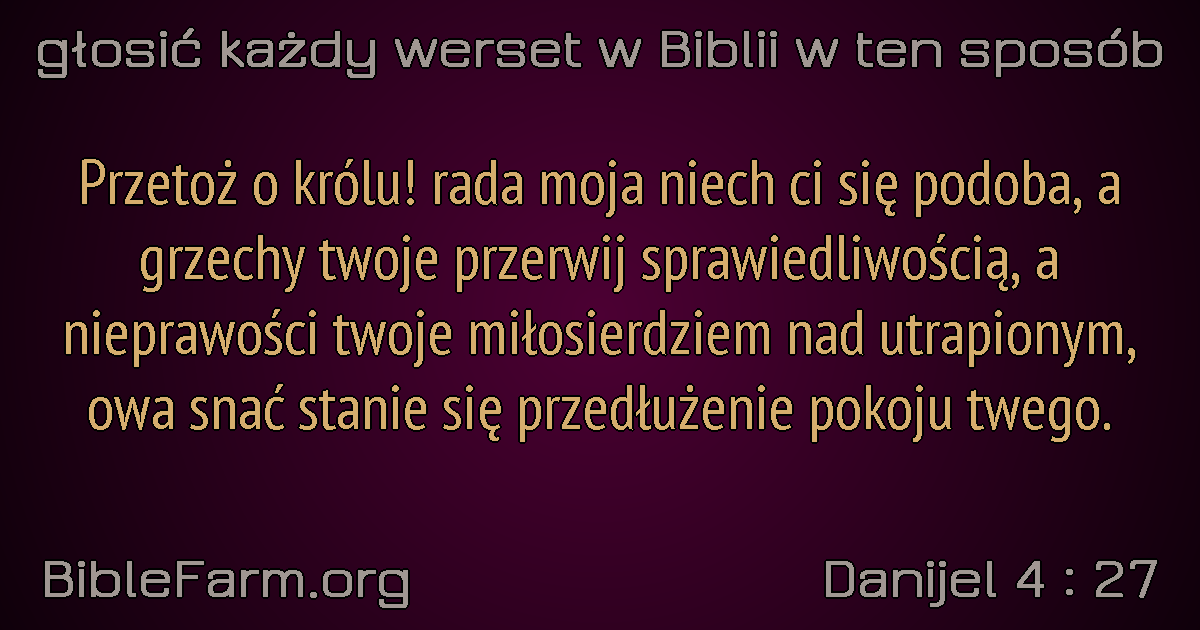 głosić każdy werset w Biblii w ten sposób
Przetoż o królu! rada moja niech ci się podoba, a
grzechy twoje przerwij sprawiedliwością, a
nieprawości twoje miłosierdziem nad utrapionym,
owa snać stanie się przedłużenie pokoju twego.
BibleFarm.org
Danijel 4 : 27